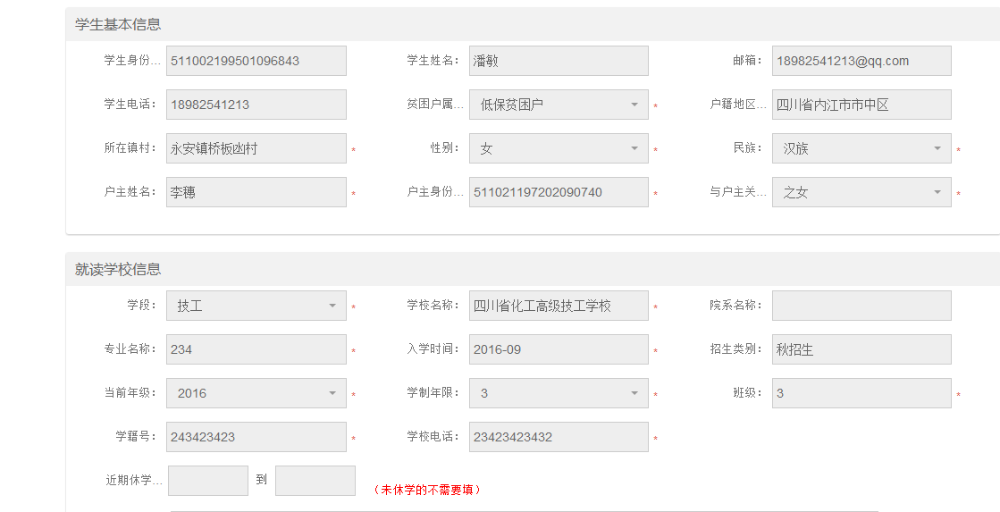 学生基本信息
学生身份... 511002199501096843 学生姓名： 潘敏 邮箱： 18982541213@qq.com
学生电话： 18982541213 贫困户属... 低保贫困户 * 户籍地区... 四川省内江市市中区
所在镇村： 永安镇桥板凼村 * 性别： 女 * 民族： 汉族 *
户主姓名： 李穗 * 户主身份... 511021197202090740 * 与户主关... 之女 *
就读学校信息
学段： 技工 * 学校名称： 四川省化工高级技工学校 * 院系名称：
专业名称： 234 * 入学时间： 2016-09 * 招生类别： 秋招生
当前年级： 2016 * 学制年限： 3 * 班级： 3 *
学籍号： 243423423 * 学校电话： 23423423432 *
近期休学... 到 （未休学的不需要填）